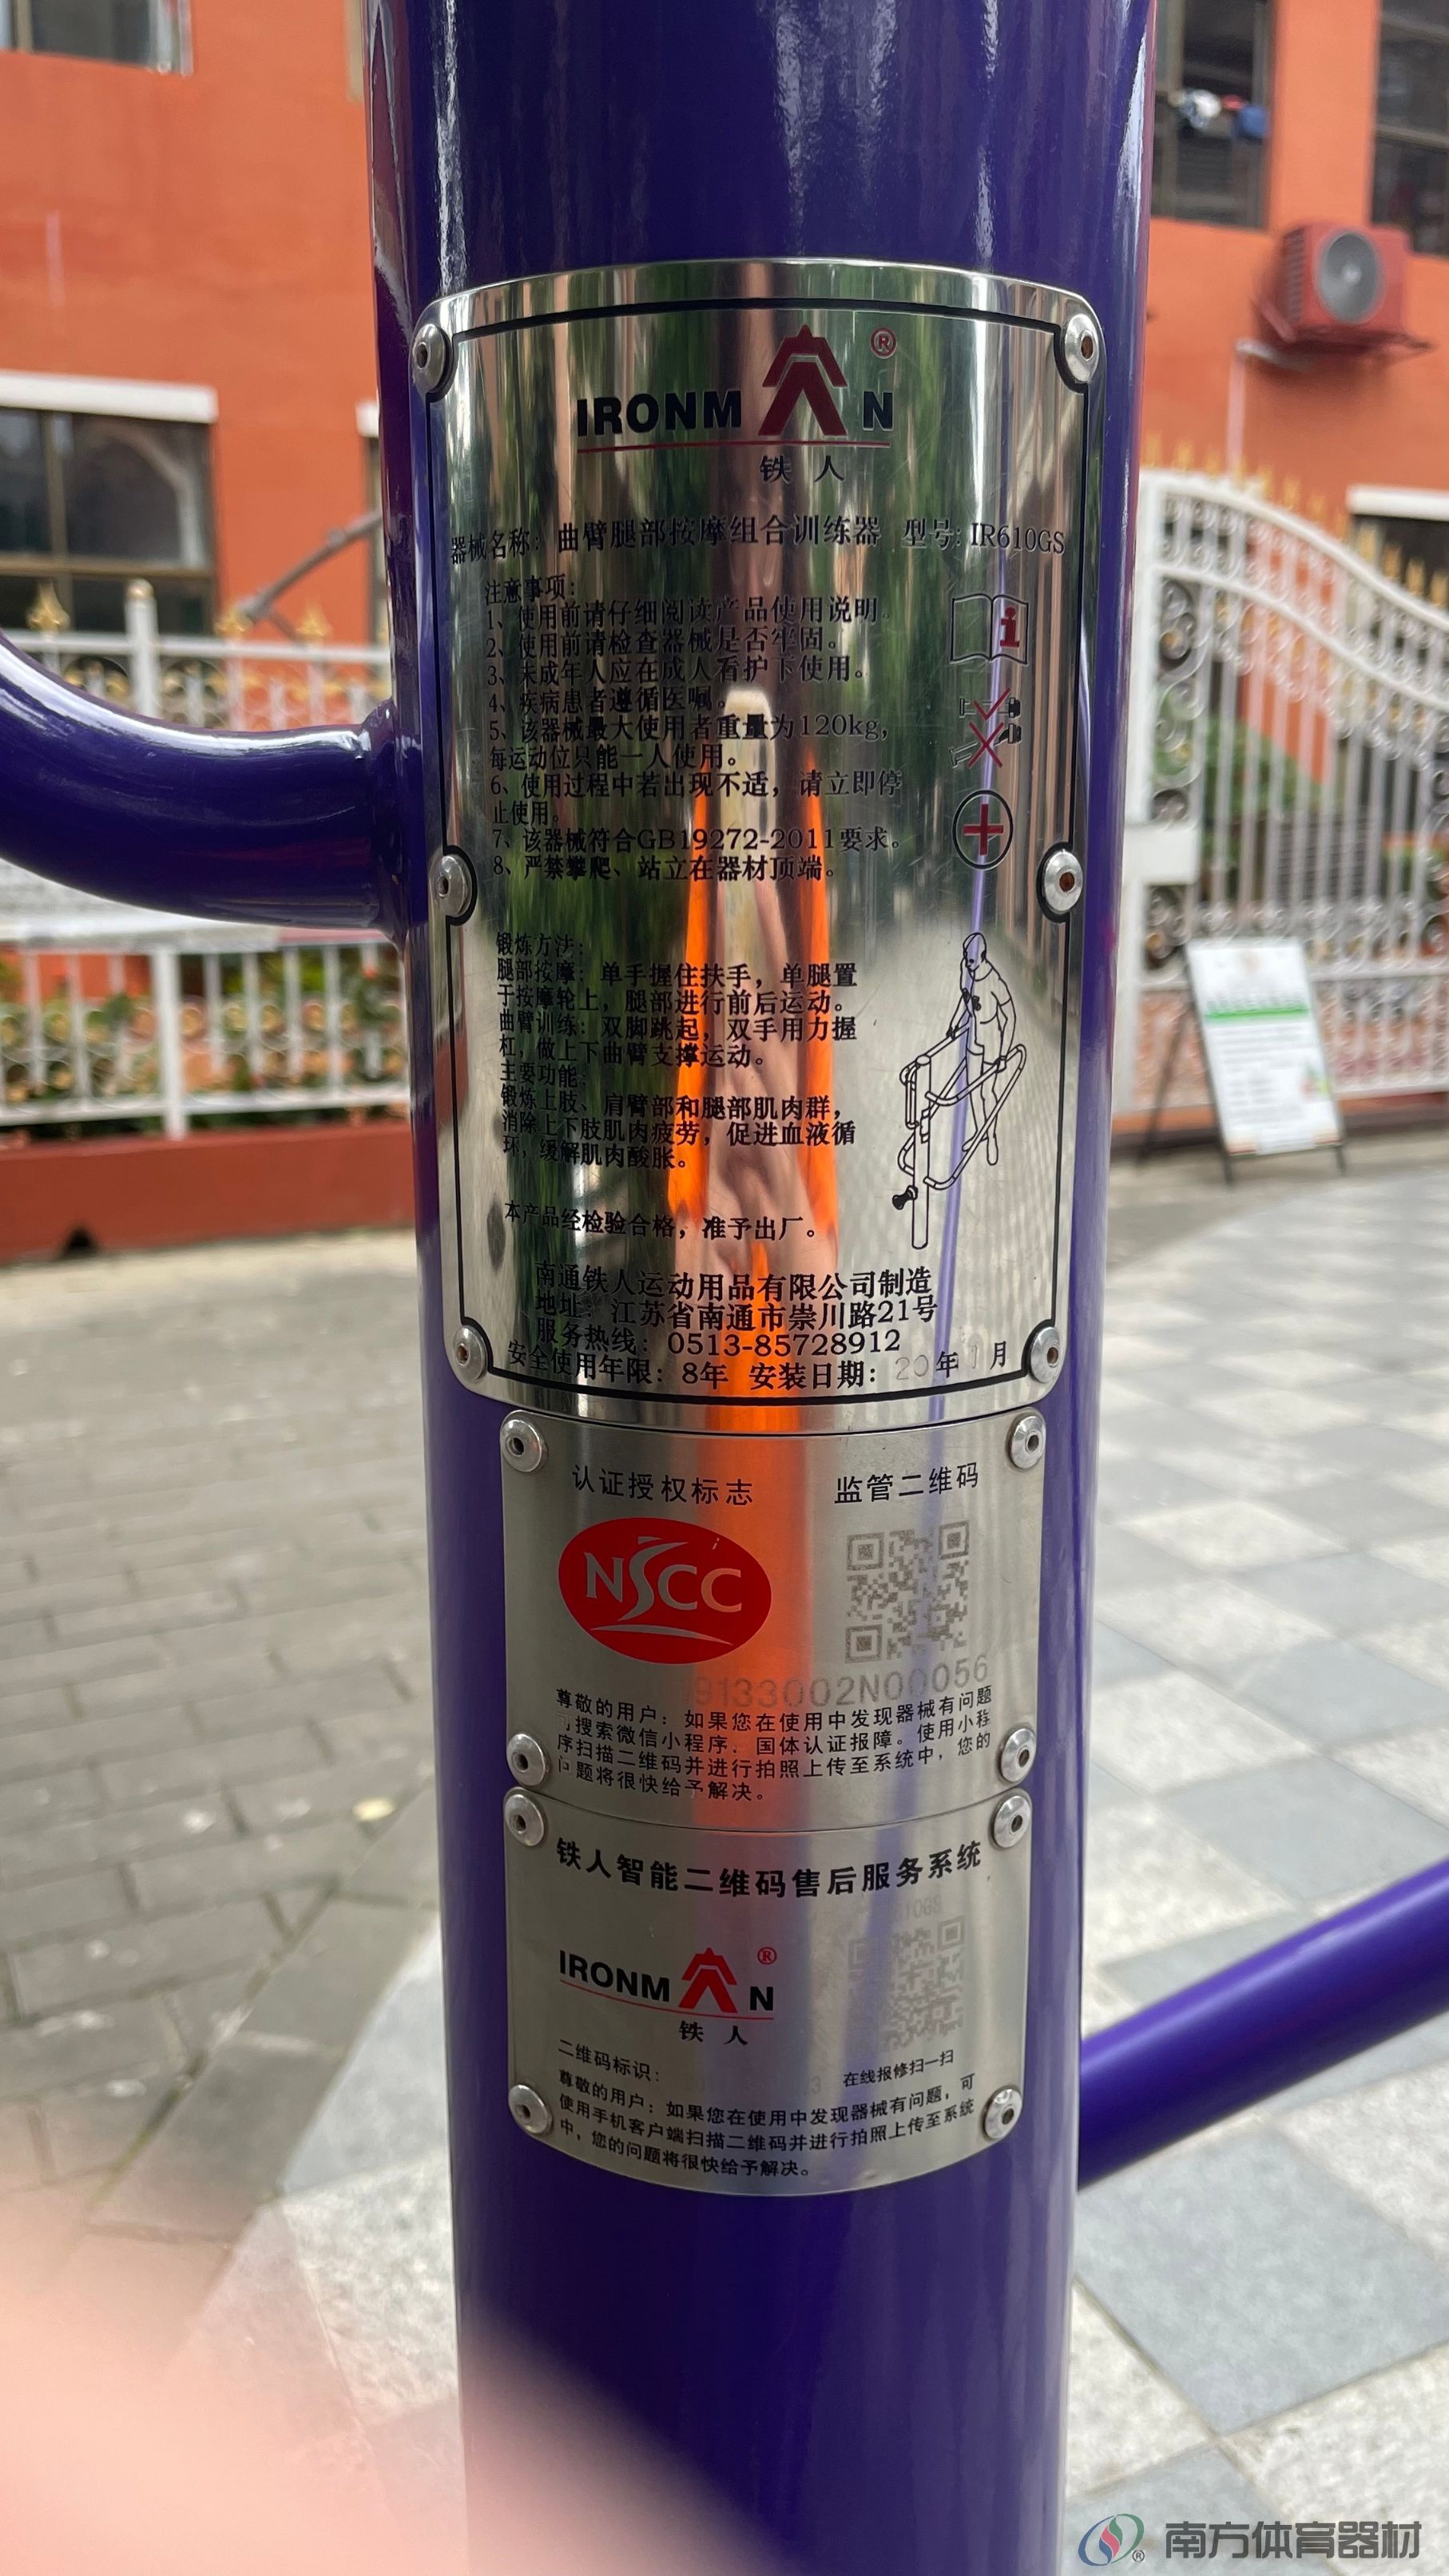 IRONMAN®
铁人
器械名称：曲臂腿部按摩组合训练器 型号：IR610GS
注意事项：
1、使用前请仔细阅读产品使用说明。
2、使用前请检查器械是否牢固。
3、未成年人应在成人看护下使用。
4、疾病患者遵循医嘱。
5、该器械最大使用者重量为120kg，
每运动位只能一人使用。
6、使用过程中若出现不适，请立即停
止使用。
7、该器械符合GB19272-2011要求。
8、严禁攀爬、站立在器材顶端。
锻炼方法：
腿部按摩：单手握住扶手，单腿置
于按摩轮上，腿部进行前后运动。
曲臂训练：双脚跳起，双手用力握
杠，做上下曲臂支撑运动。
主要功能：
锻炼上肢、肩臂部和腿部肌肉群，
消除上下肢肌肉疲劳，促进血液循
环，缓解肌肉酸胀。
本产品经检验合格，准予出厂。
南通铁人运动用品有限公司制造
地址：江苏省南通市崇川路21号
服务热线：0513-85728912
安全使用年限：8年 安装日期：20 年 月
认证授权标志 监管二维码
NSCC
9133002N00056
尊敬的用户：如果您在使用中发现器械有问题
可搜索微信小程序，国体认证报障。使用小程
序扫描二维码并进行拍照上传至系统中，您的
问题将很快给予解决。
铁人智能二维码售后服务系统
IRONMAN®
铁人
二维码标识： 在线报修扫一扫
尊敬的用户：如果您在使用中发现器械有问题，可
使用手机客户端扫描二维码并进行拍照上传至系统
中，您的问题将很快给予解决。
南方体育器材